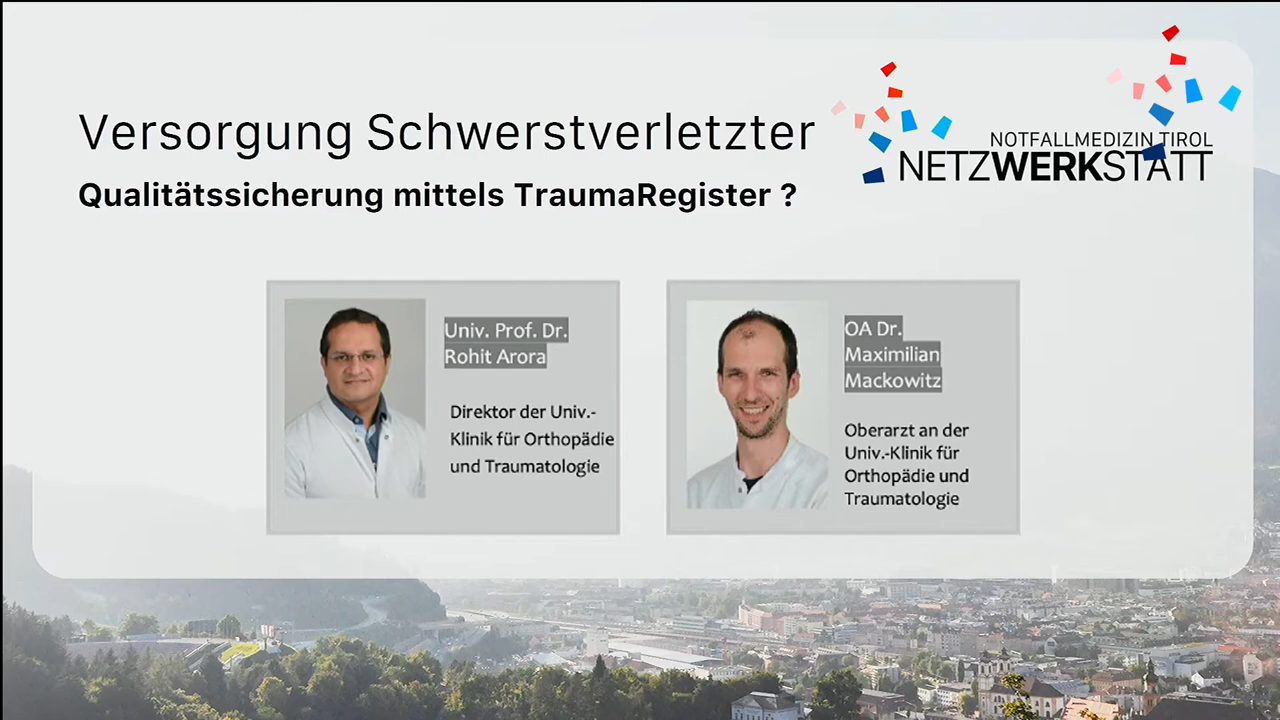 Versorgung Schwerstverletzter
Qualitätssicherung mittels TraumaRegister ?
NOTFALLMEDIZIN TIROL
NETZWERKSTATT
Univ. Prof. Dr.
Rohit Arora
Direktor der Univ.-
Klinik für Orthopädie
und Traumatologie
OA Dr.
Maximilian
Mackowitz
Oberarzt an der
Univ.-Klinik für
Orthopädie und
Traumatologie